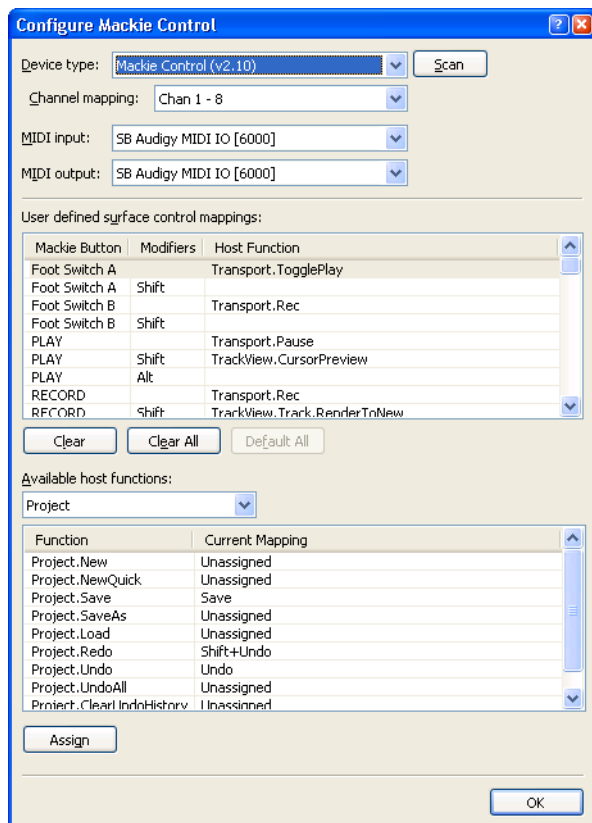 Configure Mackie Control
Device type: Mackie Control (v2.10) Scan
Channel mapping: Chan 1 - 8
MIDI input: SB Audigy MIDI IO [6000]
MIDI output: SB Audigy MIDI IO [6000]
User defined surface control mappings:
Mackie Button Modifiers Host Function
Foot Switch A Transport.TogglePlay
Foot Switch A Shift
Foot Switch B Transport.Rec
Foot Switch B Shift
PLAY Transport.Pause
PLAY Shift TrackView.CursorPreview
PLAY Alt
RECORD Transport.Rec
RECORD Shift TrackView.Track.RenderToNew
Clear Clear All Default All
Available host functions:
Project
Function Current Mapping
Project.New Unassigned
Project.NewQuick Unassigned
Project.Save Save
Project.SaveAs Unassigned
Project.Load Unassigned
Project.Redo Shift+Undo
Project.Undo Undo
Project.UndoAll Unassigned
Project.ClearUndoHistory Unassigned
Assign
OK